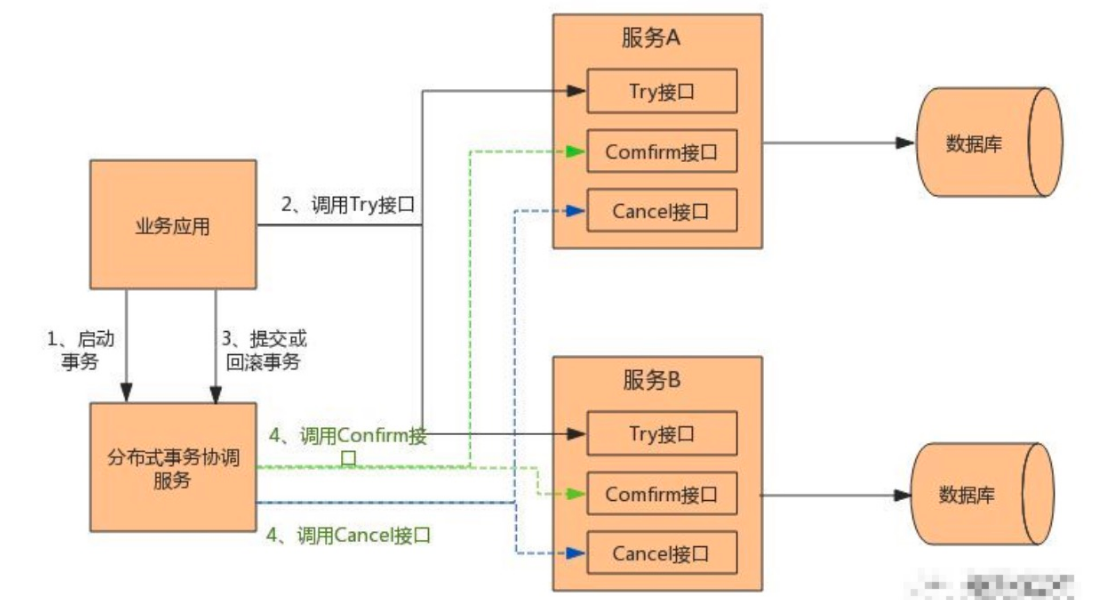 服务A
Try接口
Comfirm接口
Cancel接口
数据库
业务应用
2、调用Try接口
1、启动
事务
3、提交或
回滚事务
分布式事务协调
服务
4、调用Confirm接
口
4、调用Cancel接口
服务B
Try接口
Comfirm接口
Cancel接口
数据库